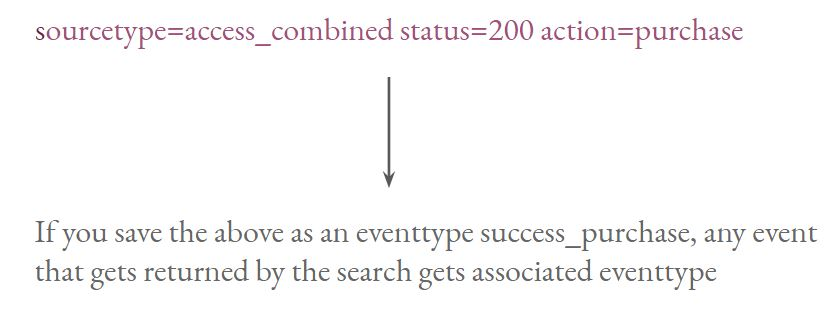 sourcetype=access_combined status=200 action=purchase
If you save the above as an eventtype success_purchase, any event
that gets returned by the search gets associated eventtype